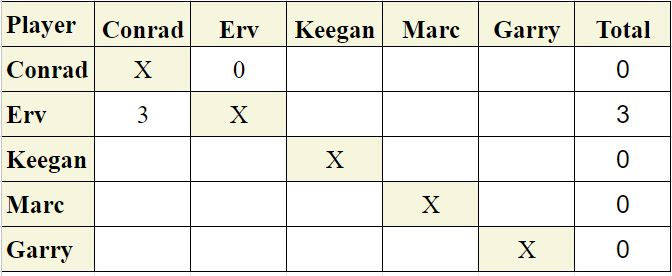 Player Conrad Erv Keegan Marc Garry Total
Conrad X 0 0
Erv 3 X 3
Keegan X 0
Marc X 0
Garry X 0